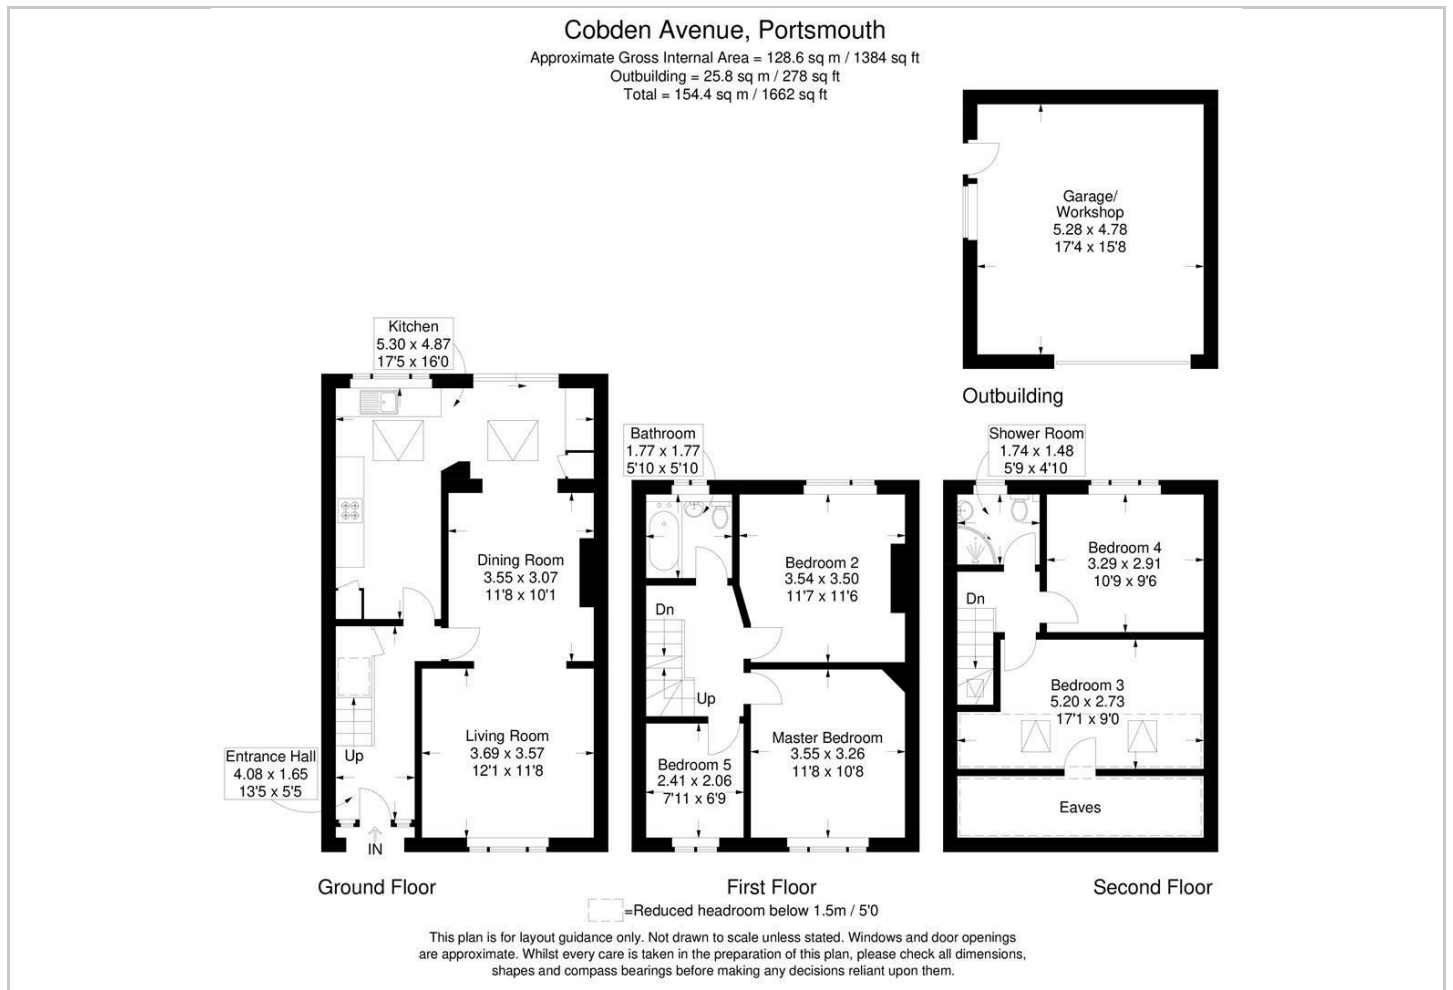 Cobden Avenue, Portsmouth
Approximate Gross Internal Area = 128.6 sq m / 1384 sq ft
Outbuilding = 25.8 sq m / 278 sq ft
Total = 154.4 sq m / 1662 sq ft
Garage/
Workshop
5.28 x 4.78
17'4 x 15'8
Outbuilding
Kitchen
5.30 x 4.87
17'5 x 16'0
Dining Room
3.55 x 3.07
11'8 x 10'1
Living Room
3.69 x 3.57
12'1 x 11'8
Entrance Hall
4.08 x 1.65
13'5 x 5'5
Up
IN
Ground Floor
Bathroom
1.77 x 1.77
5'10 x 5'10
Bedroom 2
3.54 x 3.50
11'7 x 11'6
Dn
Up
Master Bedroom
3.55 x 3.26
11'8 x 10'8
Bedroom 5
2.41 x 2.06
7'11 x 6'9
First Floor
Shower Room
1.74 x 1.48
5'9 x 4'10
Bedroom 4
3.29 x 2.91
10'9 x 9'6
Dn
Bedroom 3
5.20 x 2.73
17'1 x 9'0
Eaves
Second Floor
=Reduced headroom below 1.5m / 5'0
This plan is for layout guidance only. Not drawn to scale unless stated. Windows and door openings
are approximate. Whilst every care is taken in the preparation of this plan, please check all dimensions,
shapes and compass bearings before making any decisions reliant upon them.